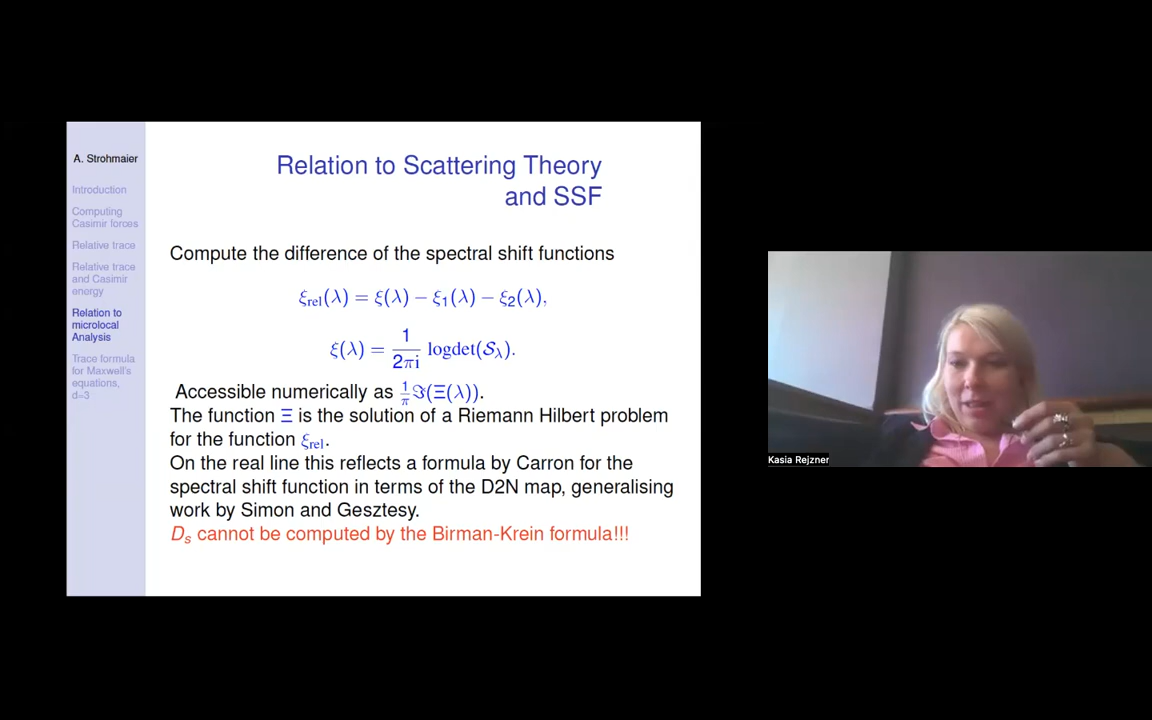 A. Strohmaier
Introduction
Computing
Casimir forces
Relative trace
Relative trace
and Casimir
energy
Relation to
microlocal
Analysis
Trace formula
for Maxwell's
equations,
d=3
Relation to Scattering Theory
and SSF
Compute the difference of the spectral shift functions
ξ_rel(λ) = ξ(λ) − ξ₁(λ) − ξ₂(λ),
ξ(λ) = 1/(2πi) logdet(𝒮_λ).
Accessible numerically as 1/π ℑ(Ξ(λ)).
The function Ξ is the solution of a Riemann Hilbert problem
for the function ξ_rel.
On the real line this reflects a formula by Carron for the
spectral shift function in terms of the D2N map, generalising
work by Simon and Gesztesy.
D_s cannot be computed by the Birman-Krein formula!!!
Kasia Rejzner